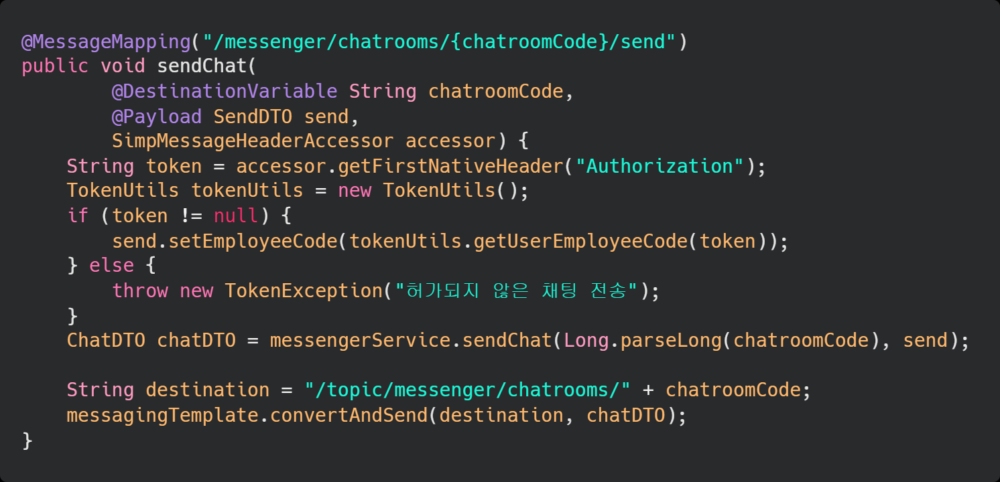 @MessageMapping("/messenger/chatrooms/{chatroomCode}/send")
public void sendChat(
        @DestinationVariable String chatroomCode,
        @Payload SendDTO send,
        SimpMessageHeaderAccessor accessor) {
    String token = accessor.getFirstNativeHeader("Authorization");
    TokenUtils tokenUtils = new TokenUtils();
    if (token != null) {
        send.setEmployeeCode(tokenUtils.getUserEmployeeCode(token));
    } else {
        throw new TokenException("허가되지 않은 채팅 전송");
    }
    ChatDTO chatDTO = messengerService.sendChat(Long.parseLong(chatroomCode), send);

    String destination = "/topic/messenger/chatrooms/" + chatroomCode;
    messagingTemplate.convertAndSend(destination, chatDTO);
}